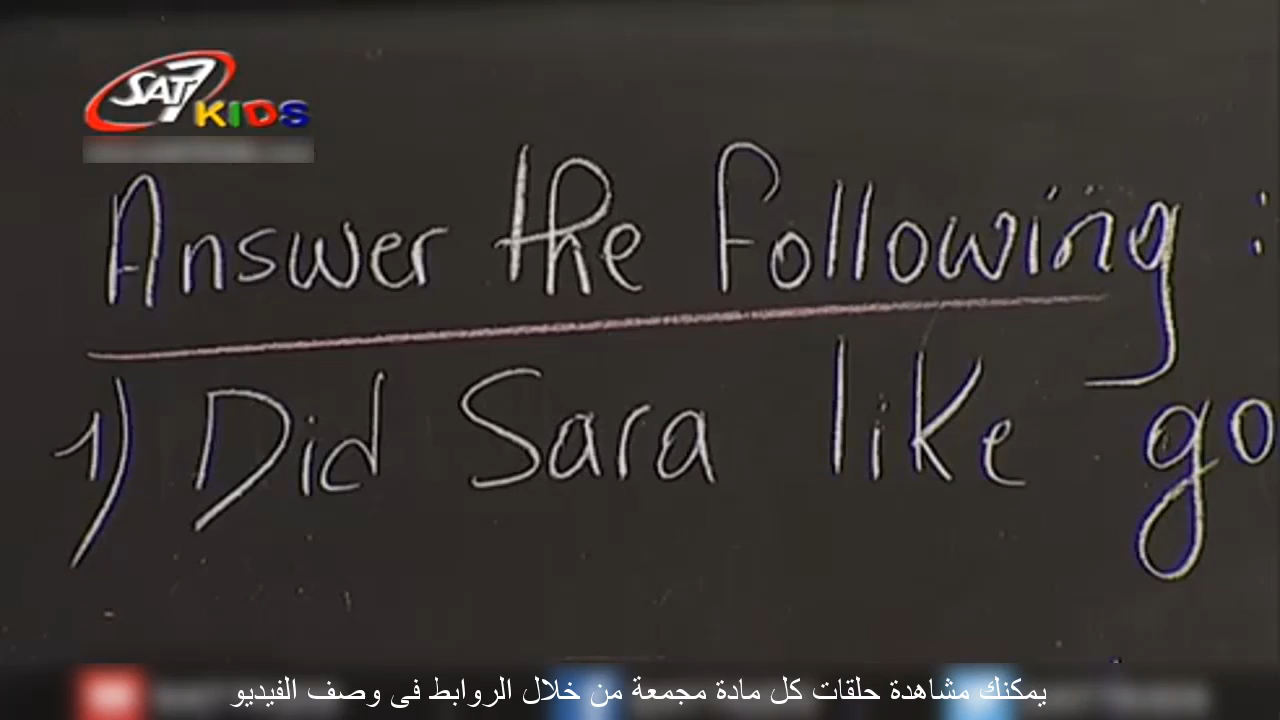 SAT7
KIDS
Answer the following :
1) Did Sara like go
يمكنك مشاهدة حلقات كل مادة مجمعة من خلال الروابط فى وصف الفيديو